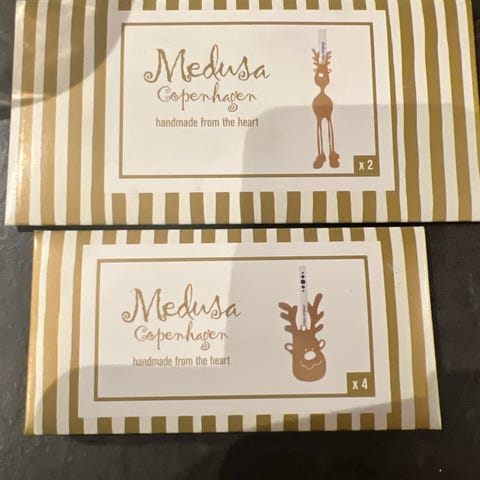 Medusa
Copenhagen
handmade from the heart
x 2
Medusa
Copenhagen
handmade from the heart
x 4